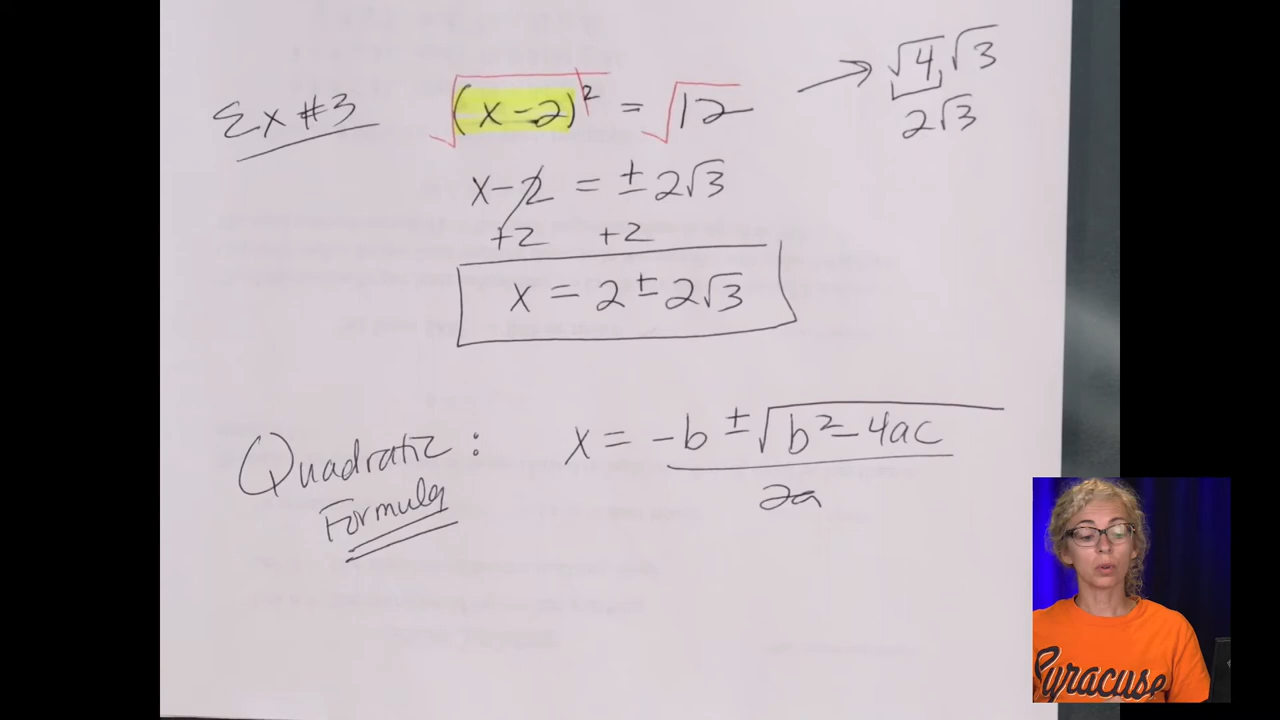 Ex #3
√(x-2)² = √12 → √4 √3
2√3
x-2 = ±2√3
+2 +2
x = 2 ± 2√3
Quadratic Formula: x = -b ± √b²-4ac
2a
Syracuse